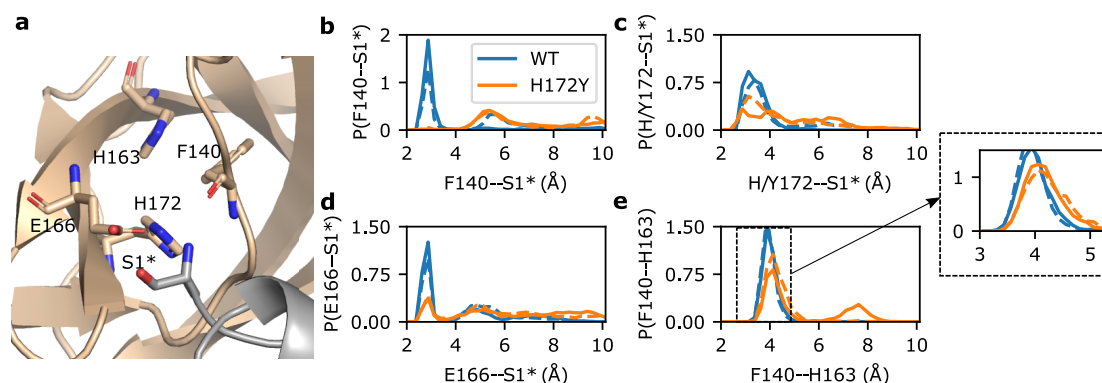 a
H163
F140
H172
E166
S1*
b
P(F140--S1*)
2
1
0
WT
H172Y
2 4 6 8 10
F140--S1* (Å)
c
P(H/Y172--S1*)
1.50
0.75
0.00
2 4 6 8 10
H/Y172--S1* (Å)
d
P(E166--S1*)
1.50
0.75
0.00
2 4 6 8 10
E166--S1* (Å)
e
P(F140--H163)
1.50
0.75
0.00
2 4 6 8 10
F140--H163 (Å)
1
0
3 4 5